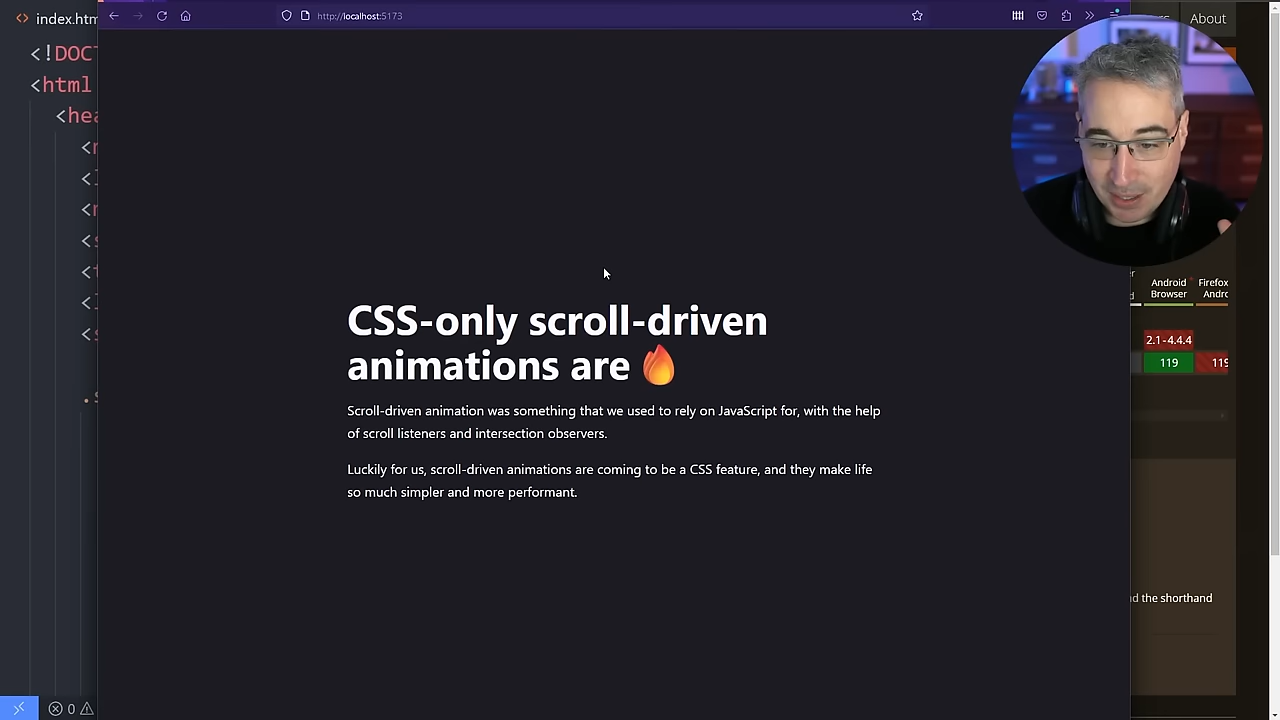 index.htm
http://localhost:5173
About
<!DOC
<html
<hea
CSS-only scroll-driven
animations are 🔥
Scroll-driven animation was something that we used to rely on JavaScript for, with the help
of scroll listeners and intersection observers.
Luckily for us, scroll-driven animations are coming to be a CSS feature, and they make life
so much simpler and more performant.
Android
Browser
Firefox
Andro
2.1-4.4.4
119
119
d the shorthand
0